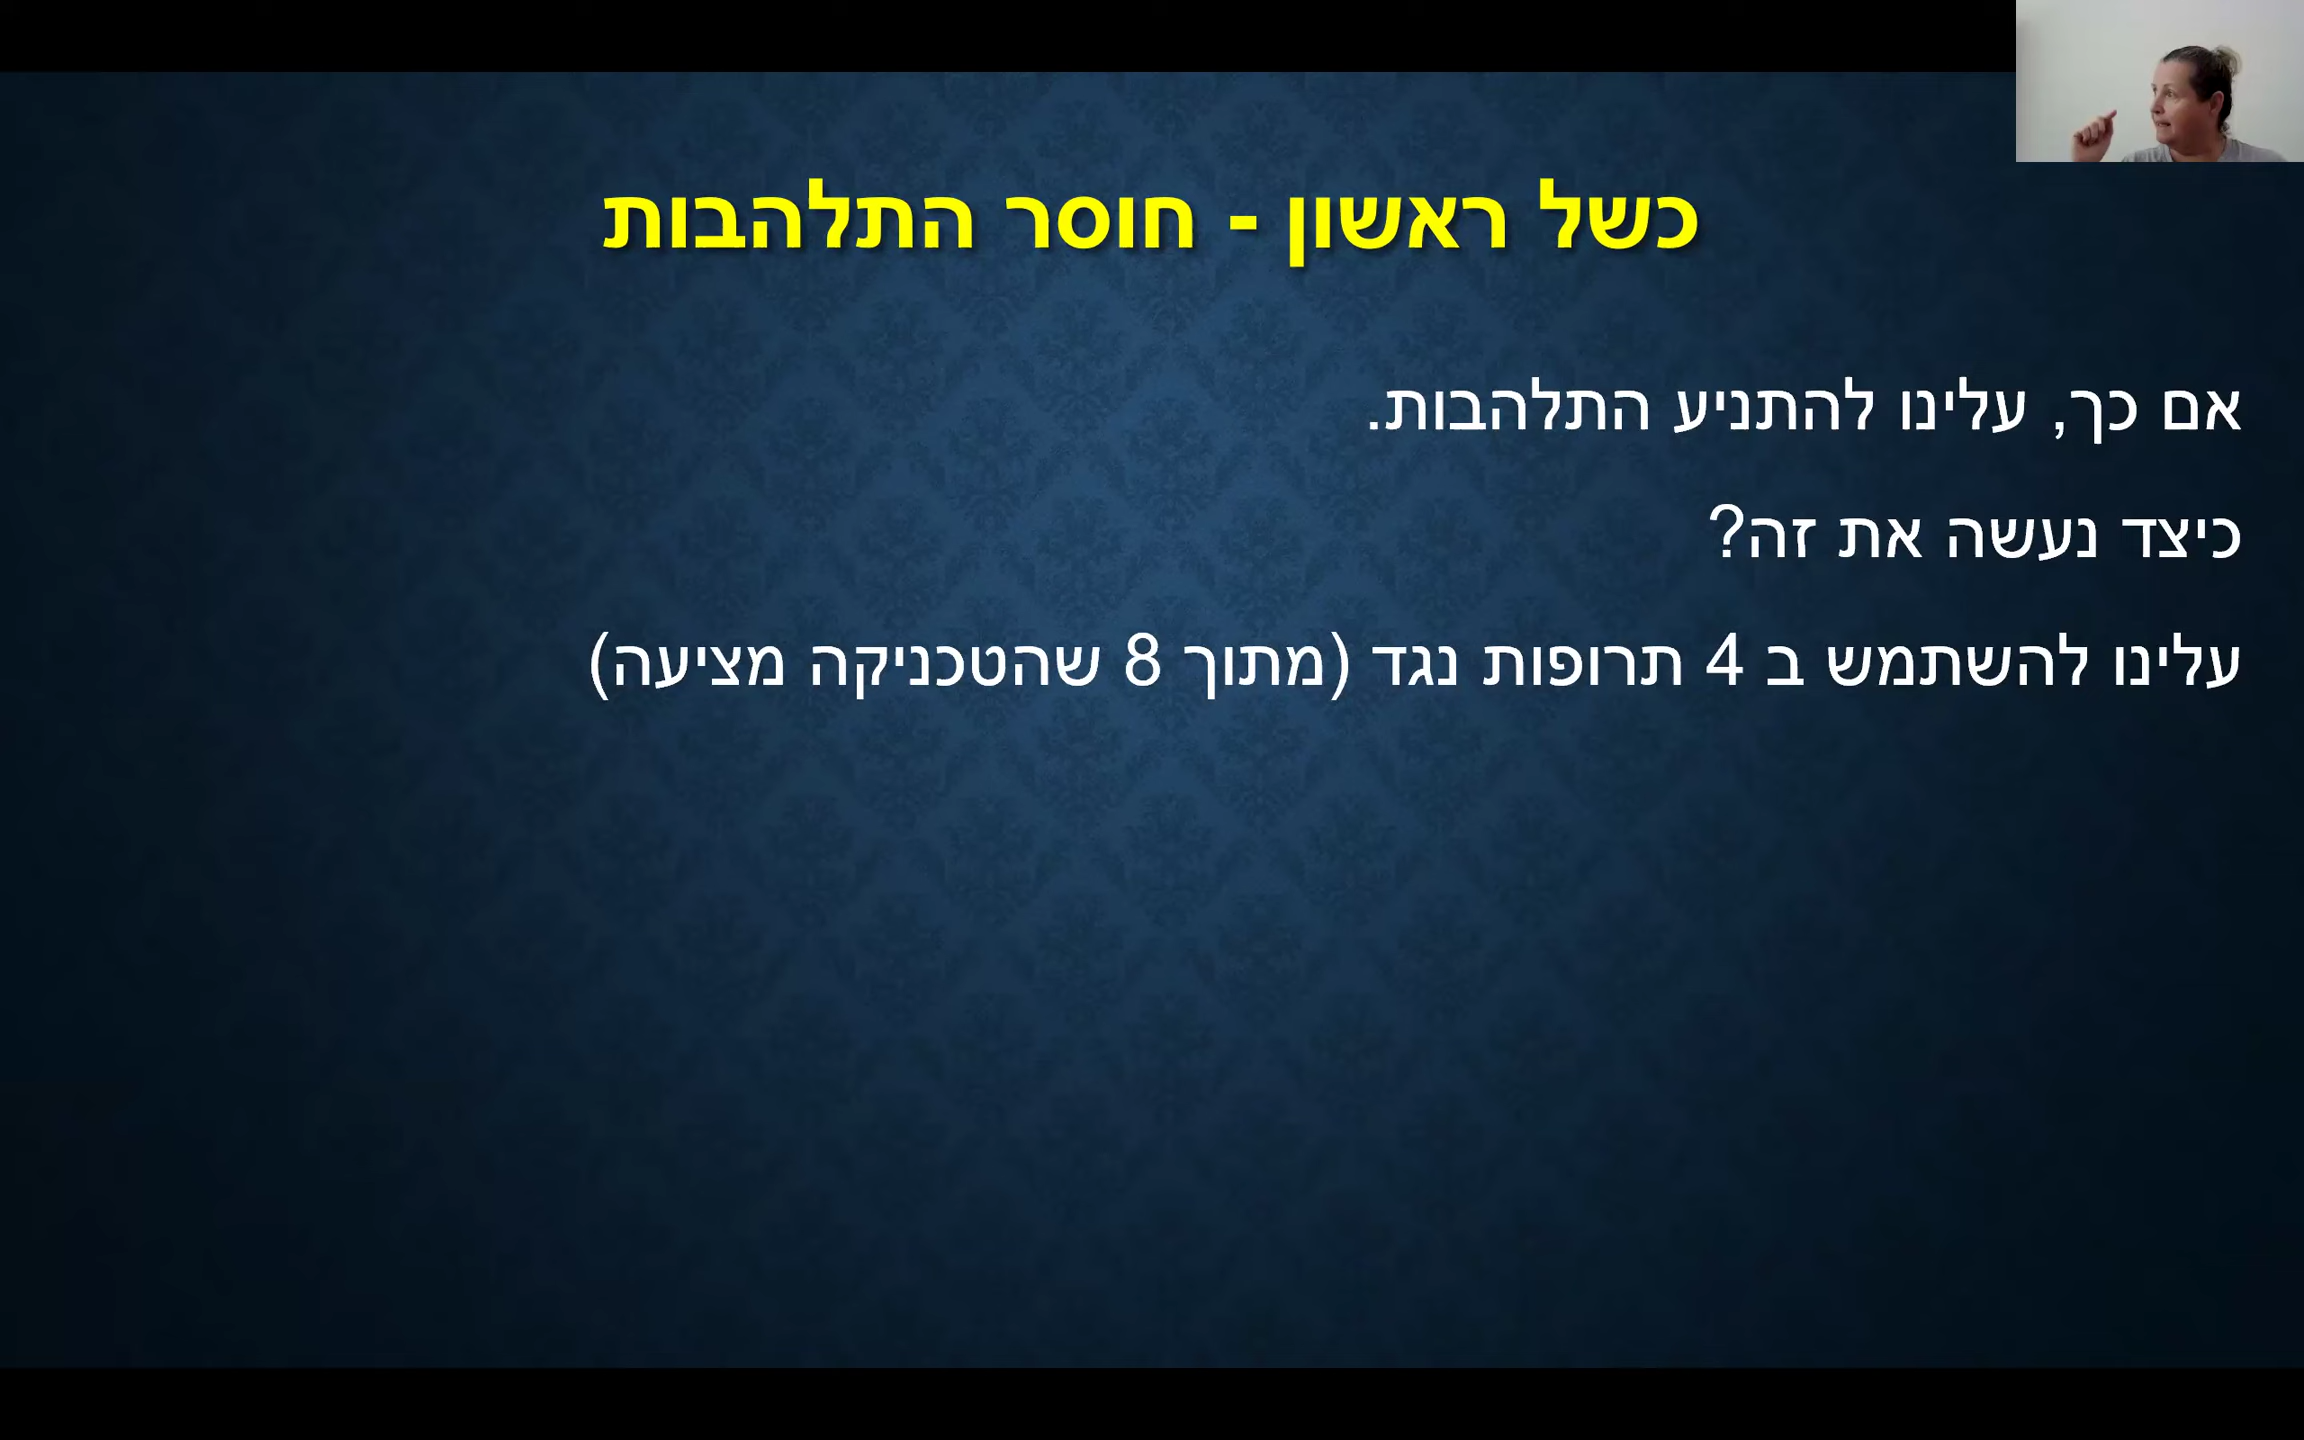 כשל ראשון - חוסר התלהבות
אם כך, עלינו להתניע התלהבות.
כיצד נעשה את זה?
עלינו להשתמש ב 4 תרופות נגד (מתוך 8 שהטכניקה מציעה)